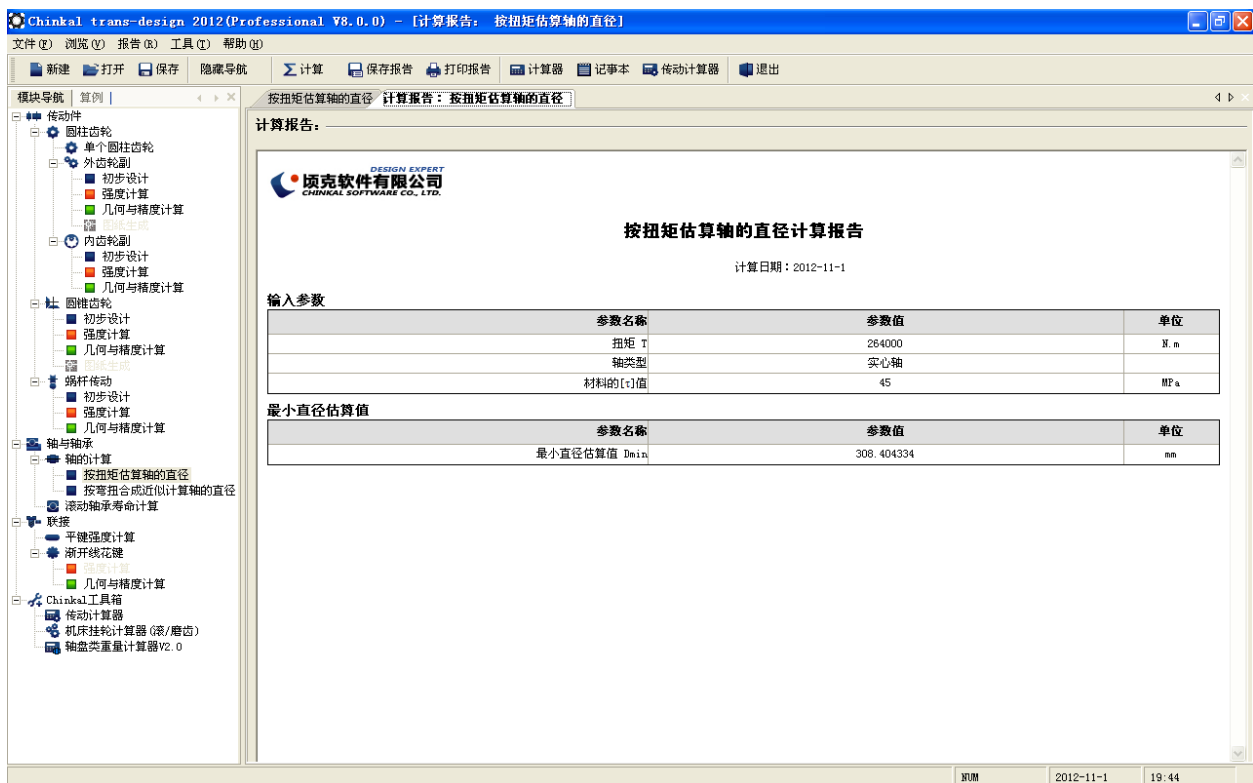 Chinkal trans-design 2012(Professional V8.0.0) - [计算报告： 按扭矩估算轴的直径]
文件(F) 浏览(V) 报告(R) 工具(T) 帮助(H)
新建 打开 保存 隐藏导航 计算 保存报告 打印报告 计算器 记事本 传动计算器 退出
模块导航 算例
传动件
圆柱齿轮
单个圆柱齿轮
外齿轮副
初步设计
强度计算
几何与精度计算
图纸生成
内齿轮副
初步设计
强度计算
几何与精度计算
圆锥齿轮
初步设计
强度计算
几何与精度计算
图纸生成
蜗杆传动
初步设计
强度计算
几何与精度计算
轴与轴承
轴的计算
按扭矩估算轴的直径
按弯扭合成近似计算轴的直径
滚动轴承寿命计算
联接
平键强度计算
渐开线花键
强度计算
几何与精度计算
Chinkal工具箱
传动计算器
机床挂轮计算器(滚/磨齿)
轴盘类重量计算器V2.0
按扭矩估算轴的直径 计算报告：按扭矩估算轴的直径
计算报告：
DESIGN EXPERT
顷克软件有限公司
CHINKAL SOFTWARE CO., LTD.
按扭矩估算轴的直径计算报告
计算日期：2012-11-1
输入参数
参数名称 参数值 单位
扭矩 T 264000 N.m
轴类型 实心轴
材料的[τ]值 45 MPa
最小直径估算值
参数名称 参数值 单位
最小直径估算值 Dmin 308.404334 mm
NUM 2012-11-1 19:44